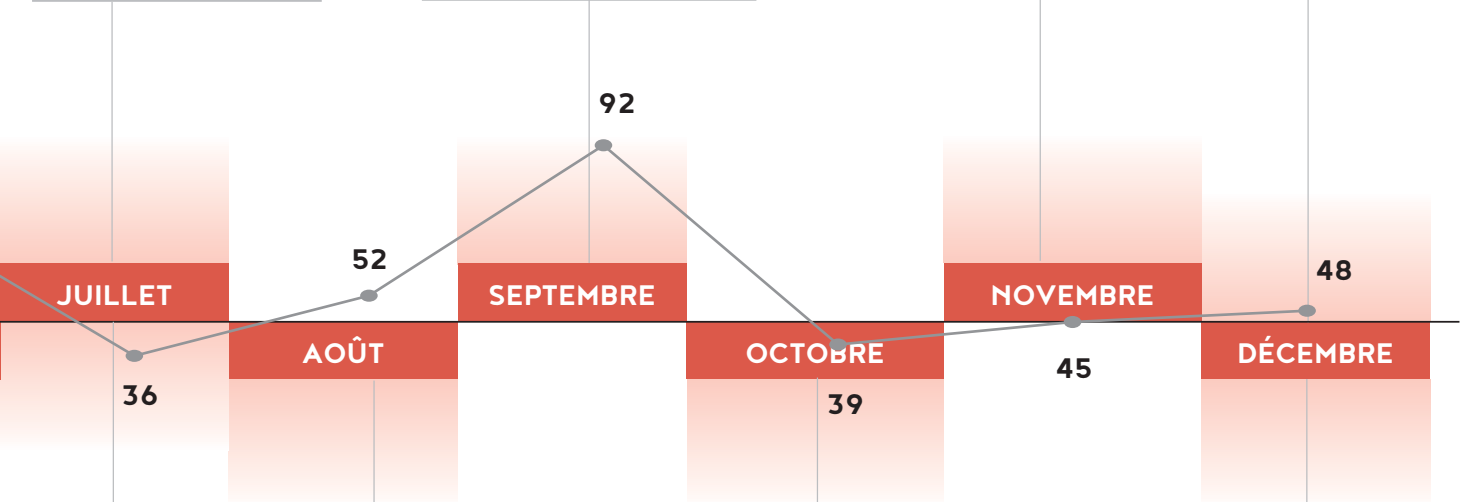 92
52
48
JUILLET
SEPTEMBRE
NOVEMBRE
AOÛT
OCTOBRE
DÉCEMBRE
36
39
45